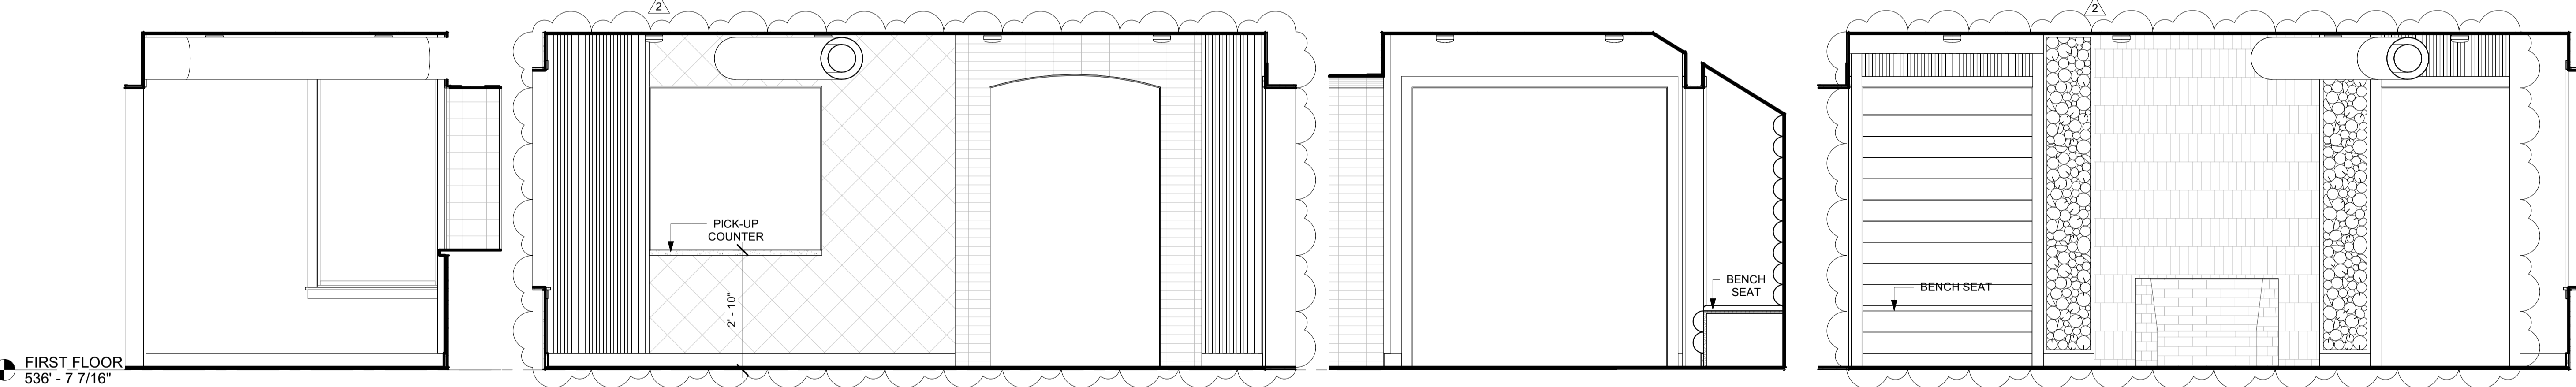 2
2
PICK-UP
COUNTER
2' - 10"
BENCH
SEAT
BENCH SEAT
FIRST FLOOR
536' - 7 7/16"